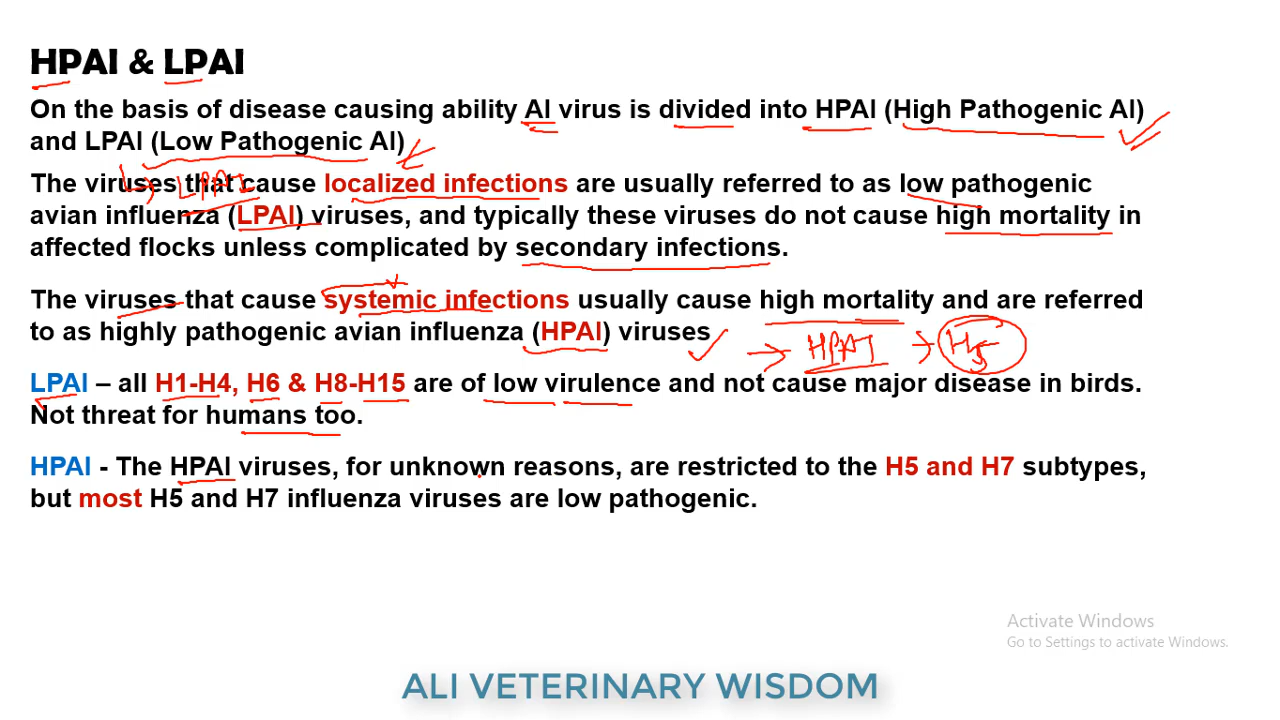 HPAI & LPAI
On the basis of disease causing ability AI virus is divided into HPAI (High Pathogenic AI)
and LPAI (Low Pathogenic AI)
LPAI
The viruses that cause localized infections are usually referred to as low pathogenic
avian influenza (LPAI) viruses, and typically these viruses do not cause high mortality in
affected flocks unless complicated by secondary infections.
The viruses that cause systemic infections usually cause high mortality and are referred
to as highly pathogenic avian influenza (HPAI) viruses
HPAI H5
LPAI – all H1-H4, H6 & H8-H15 are of low virulence and not cause major disease in birds.
Not threat for humans too.
HPAI - The HPAI viruses, for unknown reasons, are restricted to the H5 and H7 subtypes,
but most H5 and H7 influenza viruses are low pathogenic.
Activate Windows
Go to Settings to activate Windows.
ALI VETERINARY WISDOM